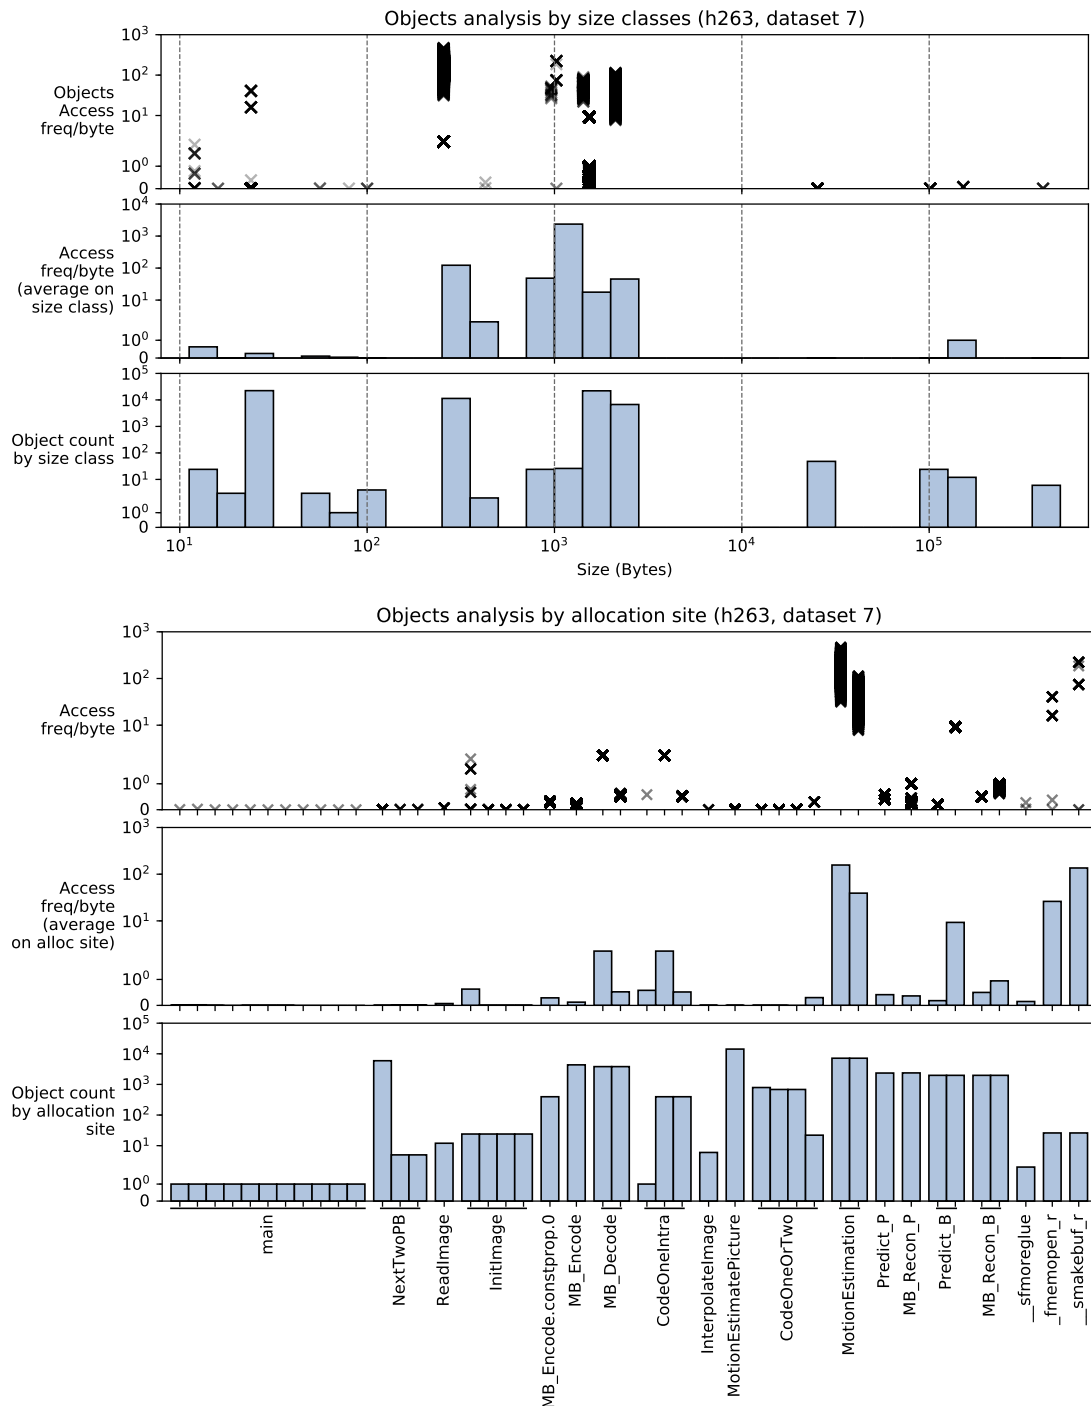 Objects analysis by size classes (h263, dataset 7)
10³
10²
10¹
10⁰
0
Objects
Access
freq/byte
10⁴
10³
10²
10¹
10⁰
0
Access
freq/byte
(average on
size class)
10⁵
10⁴
10³
10²
10¹
10⁰
0
Object count
by size class
10¹ 10² 10³ 10⁴ 10⁵
Size (Bytes)
Objects analysis by allocation site (h263, dataset 7)
10³
10²
10¹
10⁰
0
Access
freq/byte
10³
10²
10¹
10⁰
0
Access
freq/byte
(average
on alloc site)
10⁵
10⁴
10³
10²
10¹
10⁰
0
Object count
by allocation
site
main
NextTwoPB
ReadImage
InitImage
MB_Encode.constprop.0
MB_Encode
MB_Decode
CodeOneIntra
InterpolateImage
MotionEstimatePicture
CodeOneOrTwo
MotionEstimation
Predict_P
MB_Recon_P
Predict_B
MB_Recon_B
__sfmoreglue
_fmemopen_r
__smakebuf_r